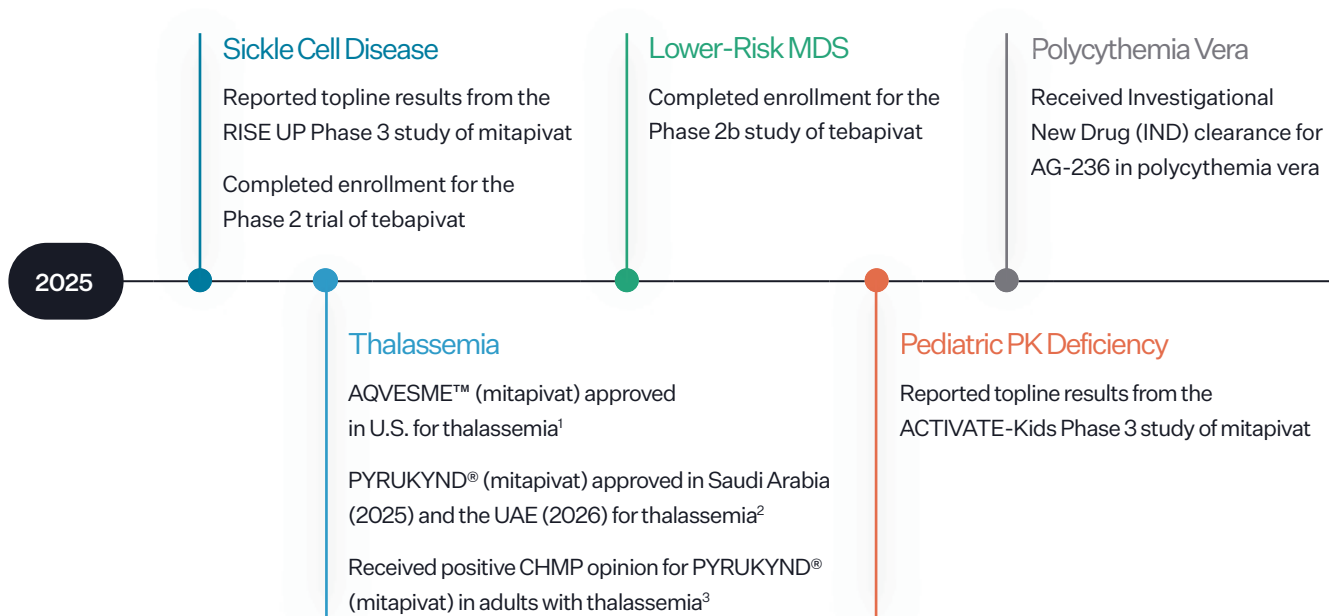 2025
Sickle Cell Disease
Reported topline results from the
RISE UP Phase 3 study of mitapivat
Completed enrollment for the
Phase 2 trial of tebapivat
Thalassemia
AQVESME™ (mitapivat) approved
in U.S. for thalassemia¹
PYRUKYND® (mitapivat) approved in Saudi Arabia
(2025) and the UAE (2026) for thalassemia²
Received positive CHMP opinion for PYRUKYND®
(mitapivat) in adults with thalassemia³
Lower-Risk MDS
Completed enrollment for the
Phase 2b study of tebapivat
Pediatric PK Deficiency
Reported topline results from the
ACTIVATE-Kids Phase 3 study of mitapivat
Polycythemia Vera
Received Investigational
New Drug (IND) clearance for
AG-236 in polycythemia vera